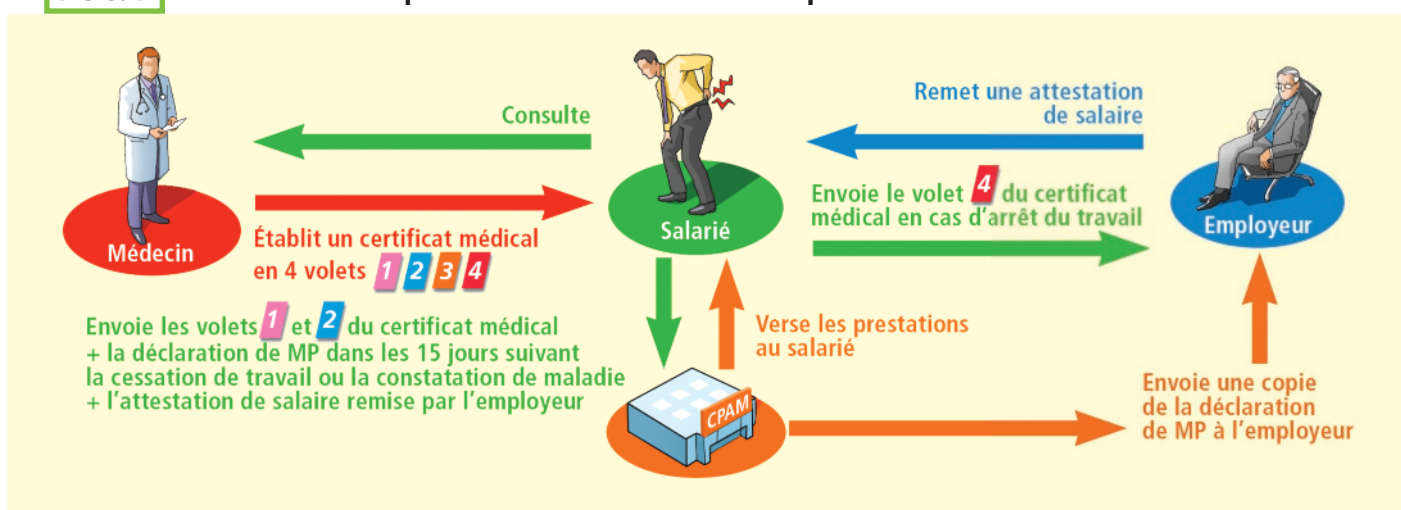 Consulte
Remet une attestation
de salaire
Médecin
Salarié
Employeur
Établit un certificat médical
en 4 volets 1 2 3 4
Envoie le volet 4 du certificat
médical en cas d'arrêt du travail
Envoie les volets 1 et 2 du certificat médical
+ la déclaration de MP dans les 15 jours suivant
la cessation de travail ou la constatation de maladie
+ l'attestation de salaire remise par l'employeur
Verse les prestations
au salarié
CPAM
Envoie une copie
de la déclaration
de MP à l'employeur